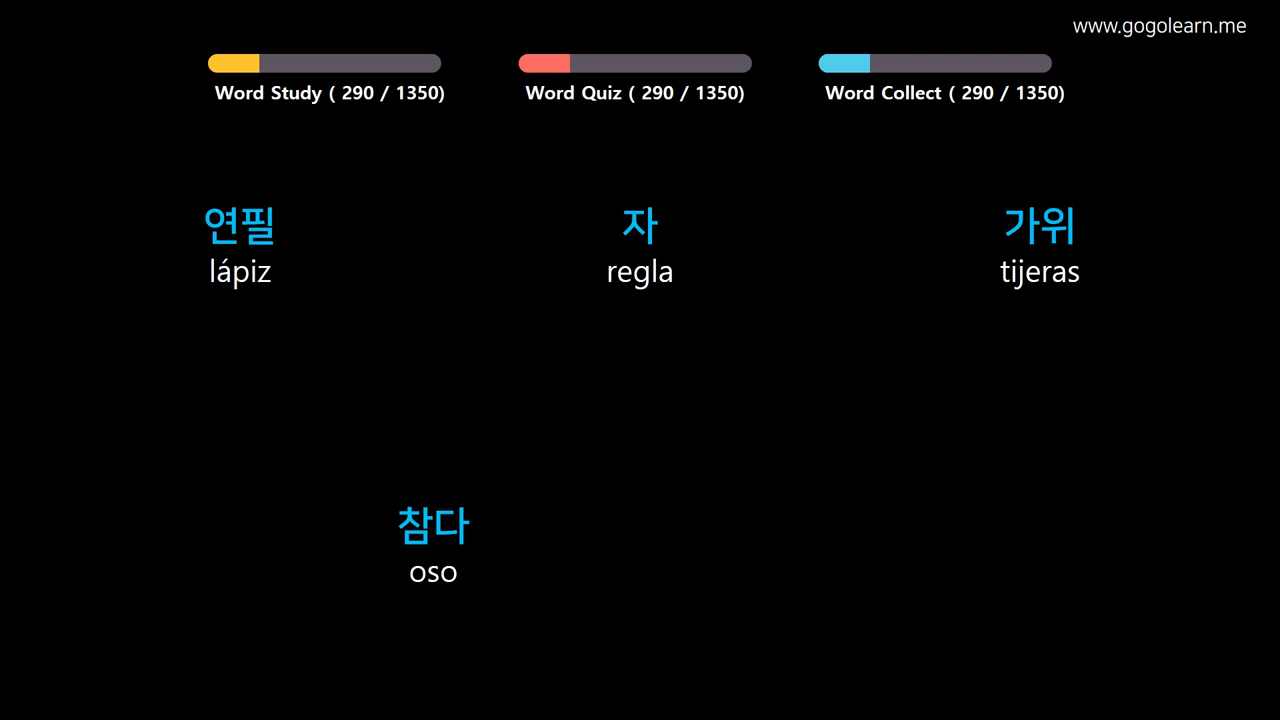 www.gogolearn.me
Word Study ( 290 / 1350)
Word Quiz ( 290 / 1350)
Word Collect ( 290 / 1350)
연필
lápiz
자
regla
가위
tijeras
참다
oso